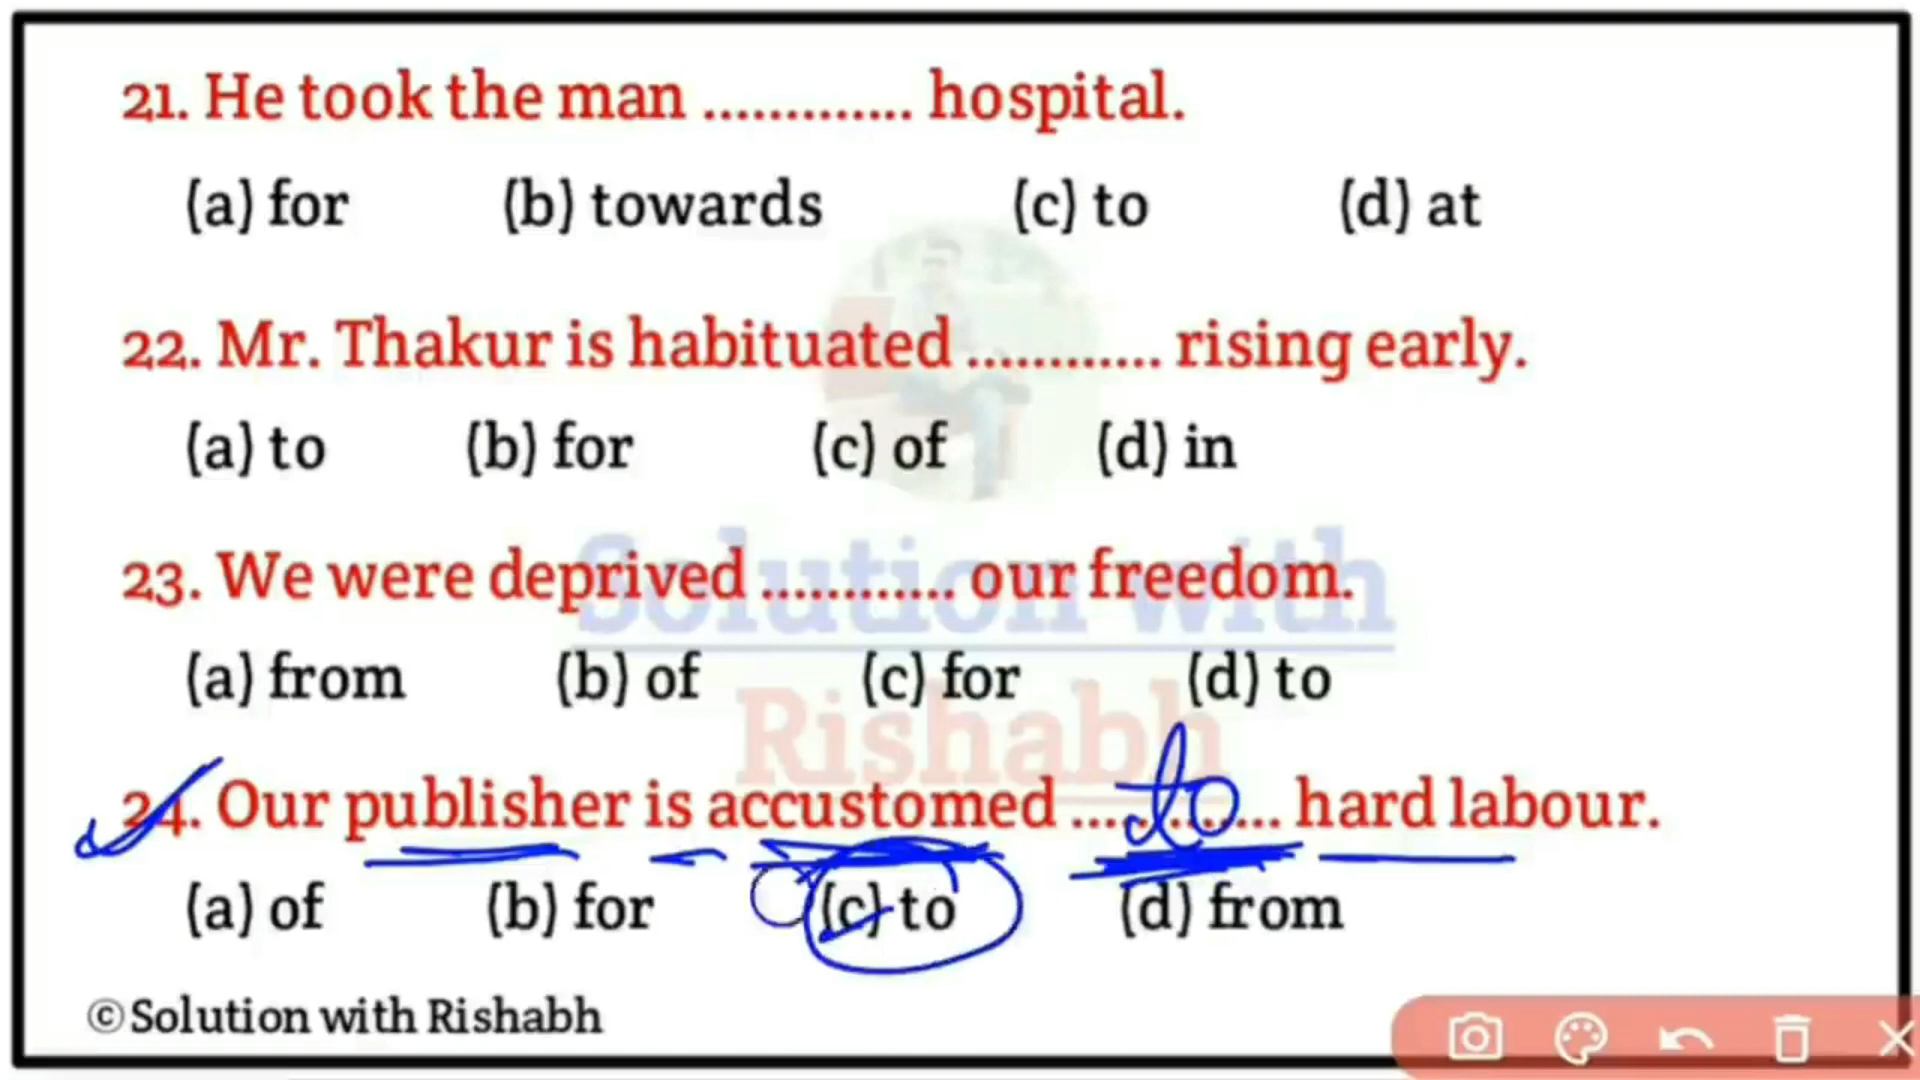 21. He took the man ............. hospital.
(a) for (b) towards (c) to (d) at
22. Mr. Thakur is habituated ............ rising early.
(a) to (b) for (c) of (d) in
23. We were deprived ............ our freedom.
(a) from (b) of (c) for (d) to
Solution with
Rishabh
24. Our publisher is accustomed ...to... hard labour.
(a) of (b) for (c) to (d) from
©Solution with Rishabh